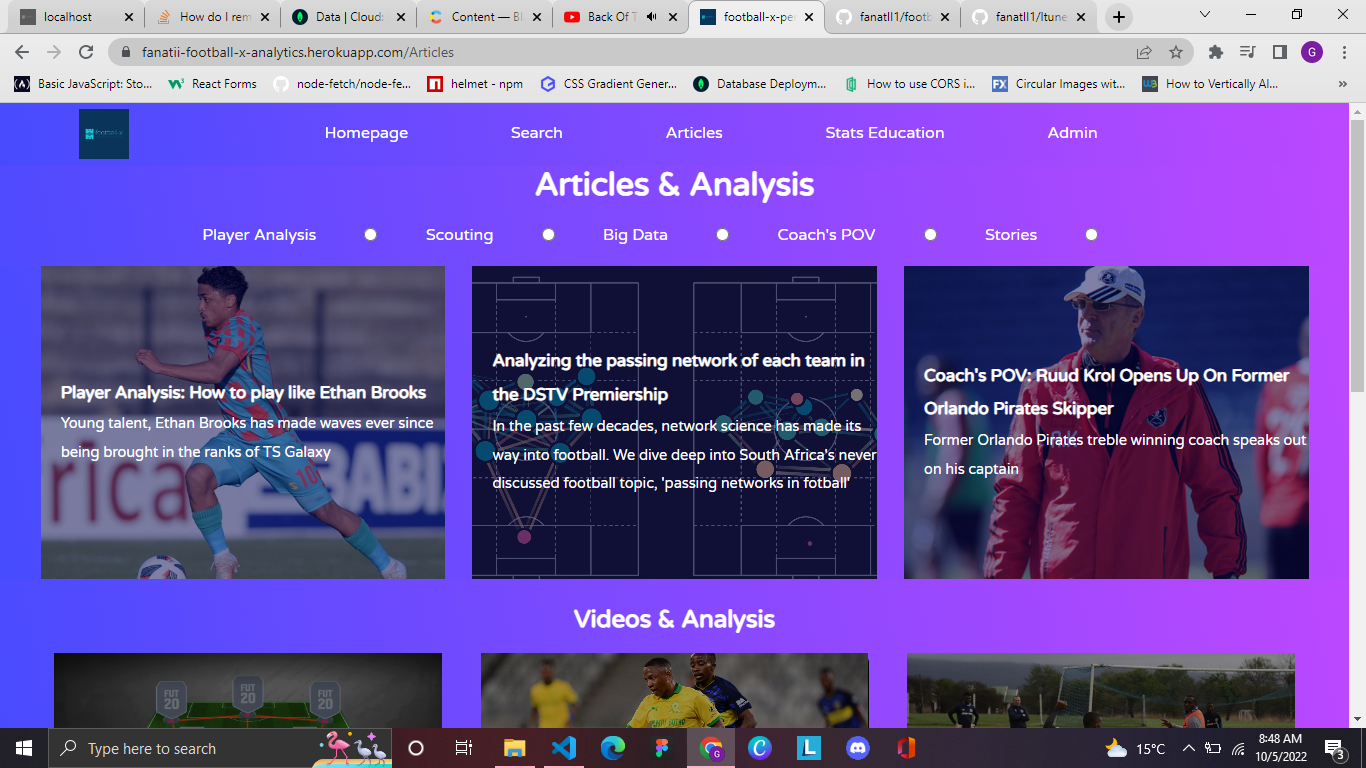 localhost
How do I rem
Data | Cloud:
Content — Bl
Back Of T
football-x-pe
fanatI1/footb
fanatI1/Itune
fanatii-football-x-analytics.herokuapp.com/Articles
G
Basic JavaScript: Sto...
React Forms
node-fetch/node-fe...
helmet - npm
CSS Gradient Gener...
Database Deploym...
How to use CORS i...
Circular Images wit...
How to Vertically Al...
Homepage
Search
Articles
Stats Education
Admin
Articles & Analysis
Player Analysis
Scouting
Big Data
Coach's POV
Stories
Player Analysis: How to play like Ethan Brooks
Young talent, Ethan Brooks has made waves ever since
being brought in the ranks of TS Galaxy
Analyzing the passing network of each team in
the DSTV Premiership
In the past few decades, network science has made its
way into football. We dive deep into South Africa's never
discussed football topic, 'passing networks in fotball'
Coach's POV: Ruud Krol Opens Up On Former
Orlando Pirates Skipper
Former Orlando Pirates treble winning coach speaks out
on his captain
Videos & Analysis
FUT
20
FUT
20
FUT
20
Type here to search
15°C
8:48 AM
10/5/2022
3